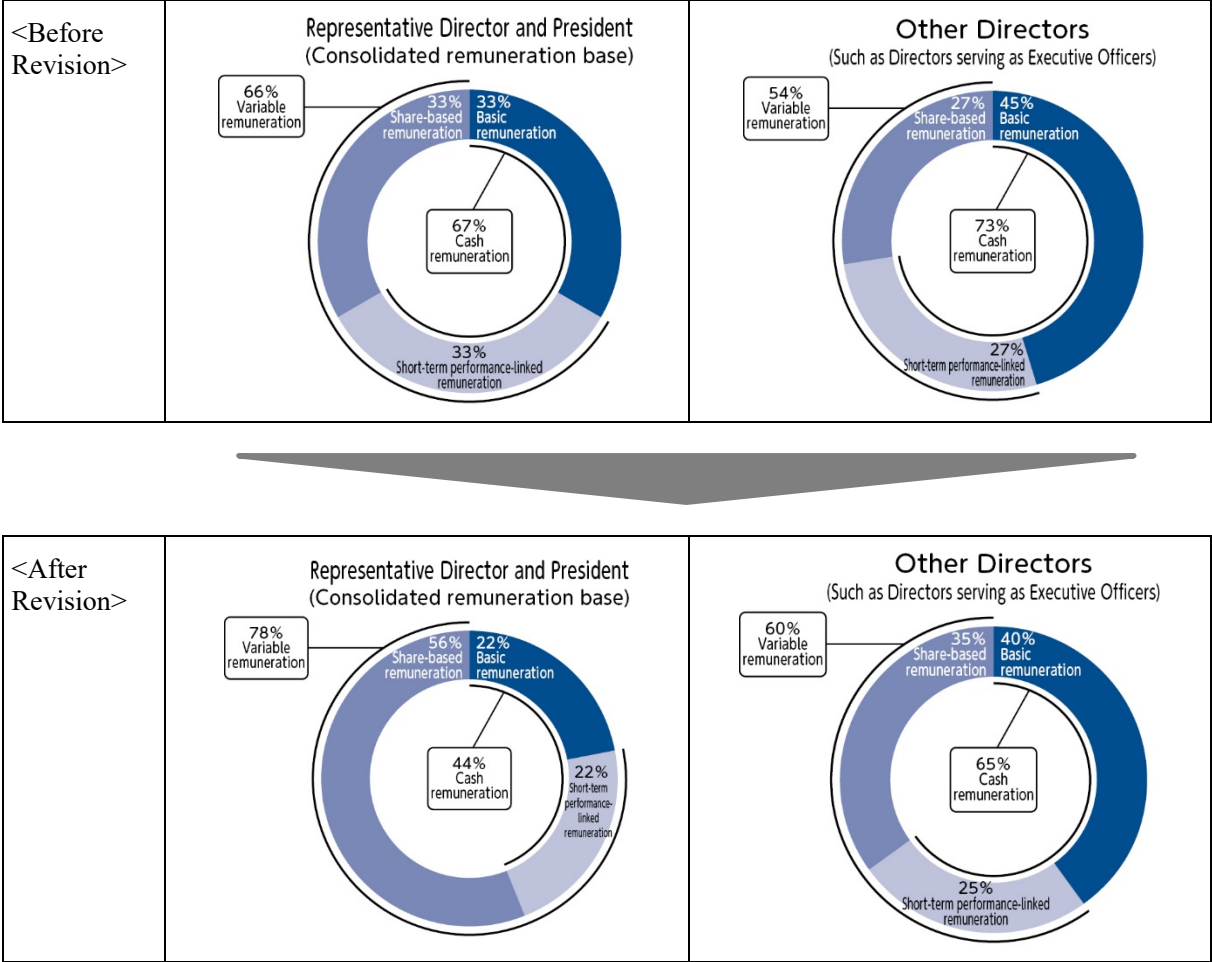 <Before
Revision>
Representative Director and President
(Consolidated remuneration base)
66%
Variable
remuneration
33%
Share-based
remuneration
33%
Basic
remuneration
67%
Cash
remuneration
33%
Short-term performance-linked
remuneration
Other Directors
(Such as Directors serving as Executive Officers)
54%
Variable
remuneration
27%
Share-based
remuneration
45%
Basic
remuneration
73%
Cash
remuneration
27%
Short-term performance-linked
remuneration
<After
Revision>
Representative Director and President
(Consolidated remuneration base)
78%
Variable
remuneration
56%
Share-based
remuneration
22%
Basic
remuneration
44%
Cash
remuneration
22%
Short-term
performance-
linked
remuneration
Other Directors
(Such as Directors serving as Executive Officers)
60%
Variable
remuneration
35%
Share-based
remuneration
40%
Basic
remuneration
65%
Cash
remuneration
25%
Short-term performance-linked
remuneration